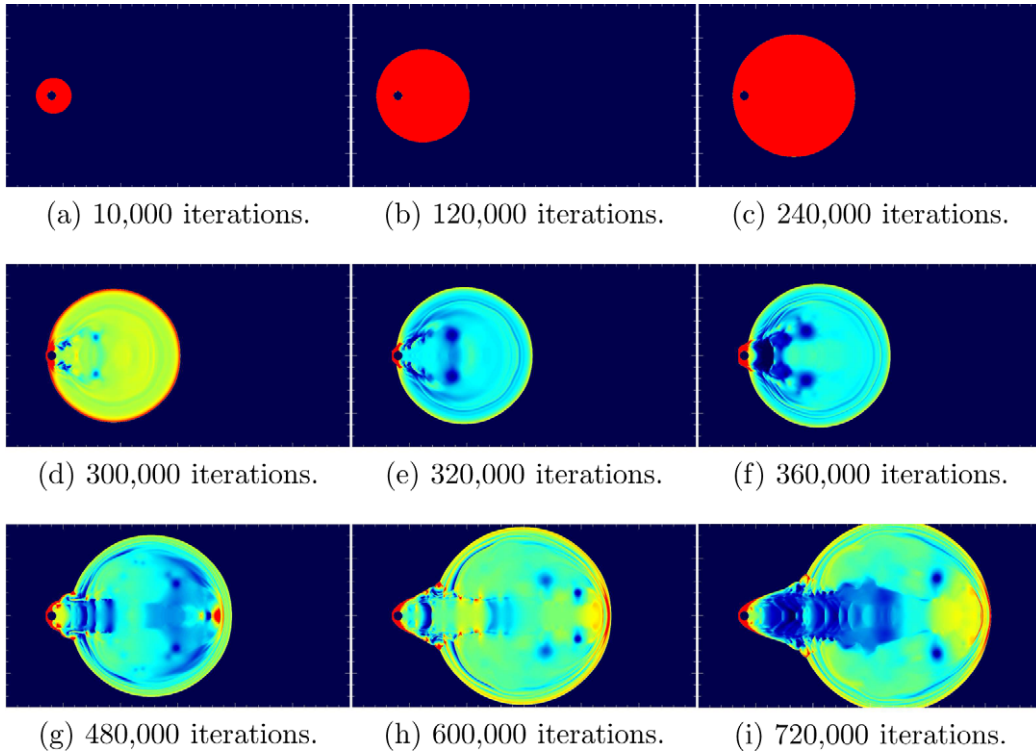 (a) 10,000 iterations. (b) 120,000 iterations. (c) 240,000 iterations.
(d) 300,000 iterations. (e) 320,000 iterations. (f) 360,000 iterations.
(g) 480,000 iterations. (h) 600,000 iterations. (i) 720,000 iterations.